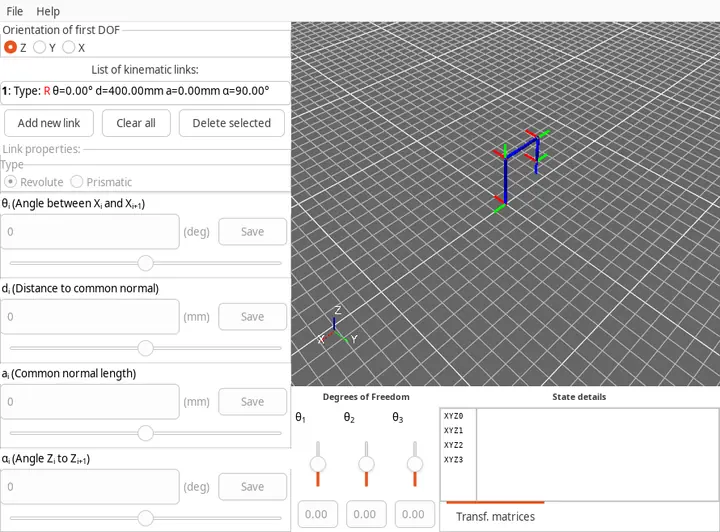 File Help
Orientation of first DOF
Z Y X
List of kinematic links:
1: Type: R θ=0.00° d=400.00mm a=0.00mm α=90.00°
Add new link Clear all Delete selected
Link properties:
Type
Revolute Prismatic
θᵢ (Angle between Xᵢ and Xᵢ₊₁)
0 (deg) Save
dᵢ (Distance to common normal)
0 (mm) Save
aᵢ (Common normal length)
0 (mm) Save
αᵢ (Angle Zᵢ to Zᵢ₊₁)
0 (deg) Save
Z
X Y
Degrees of Freedom
θ₁ θ₂ θ₃
0.00 0.00 0.00
State details
XYZ0
XYZ1
XYZ2
XYZ3
Transf. matrices